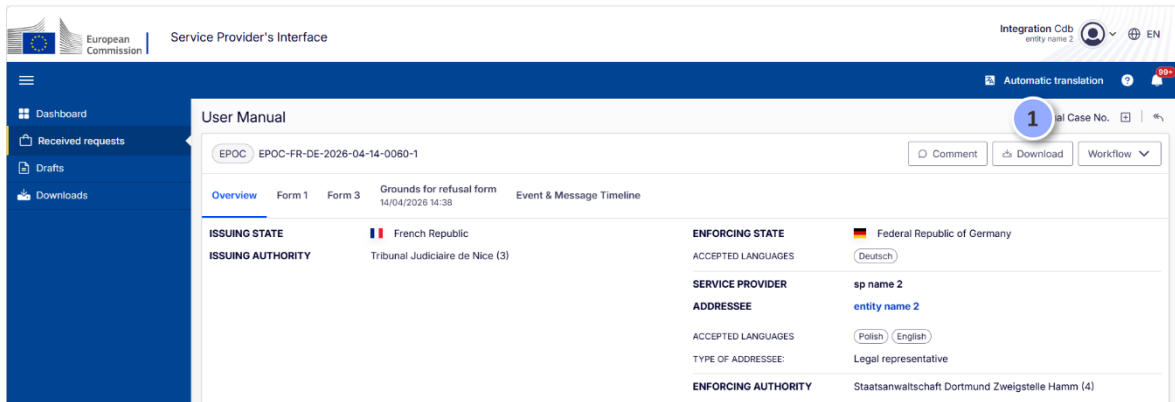 European
Commission
Service Provider's Interface
Integration Cdb
entity name 2
EN
Automatic translation
?
99+
Dashboard
Received requests
Drafts
Downloads
User Manual
1
al Case No.
EPOC EPOC-FR-DE-2026-04-14-0060-1
Comment Download Workflow
Overview Form 1 Form 3 Grounds for refusal form Event & Message Timeline
14/04/2026 14:38
ISSUING STATE French Republic
ISSUING AUTHORITY Tribunal Judiciaire de Nice (3)
ENFORCING STATE Federal Republic of Germany
ACCEPTED LANGUAGES Deutsch
SERVICE PROVIDER sp name 2
ADDRESSEE entity name 2
ACCEPTED LANGUAGES Polish English
TYPE OF ADDRESSEE: Legal representative
ENFORCING AUTHORITY Staatsanwaltschaft Dortmund Zweigstelle Hamm (4)